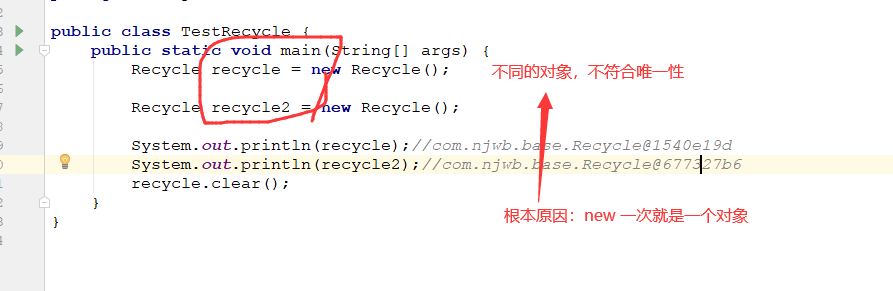 public class TestRecycle {
public static void main(String[] args) {
Recycle recycle = new Recycle();
不同的对象，不符合唯一性
Recycle recycle2 = new Recycle();
System.out.println(recycle);//com.njwb.base.Recycle@1540e19d
System.out.println(recycle2);//com.njwb.base.Recycle@677327b6
recycle.clear();
}
根本原因：new 一次就是一个对象
}